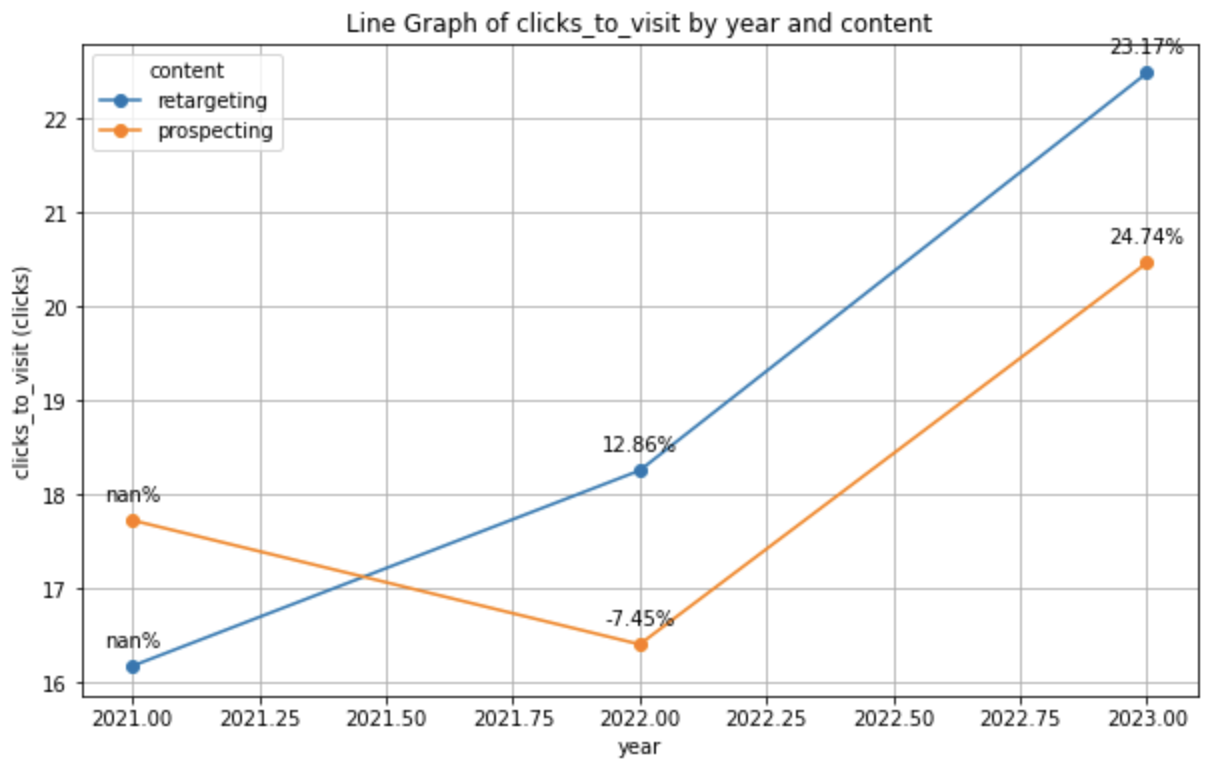 Line Graph of clicks_to_visit by year and content
23.17%
content
retargeting
prospecting
22
21
24.74%
20
clicks_to_visit (clicks)
19
12.86%
18
nan%
17
nan%
-7.45%
16
2021.00 2021.25 2021.50 2021.75 2022.00 2022.25 2022.50 2022.75 2023.00
year